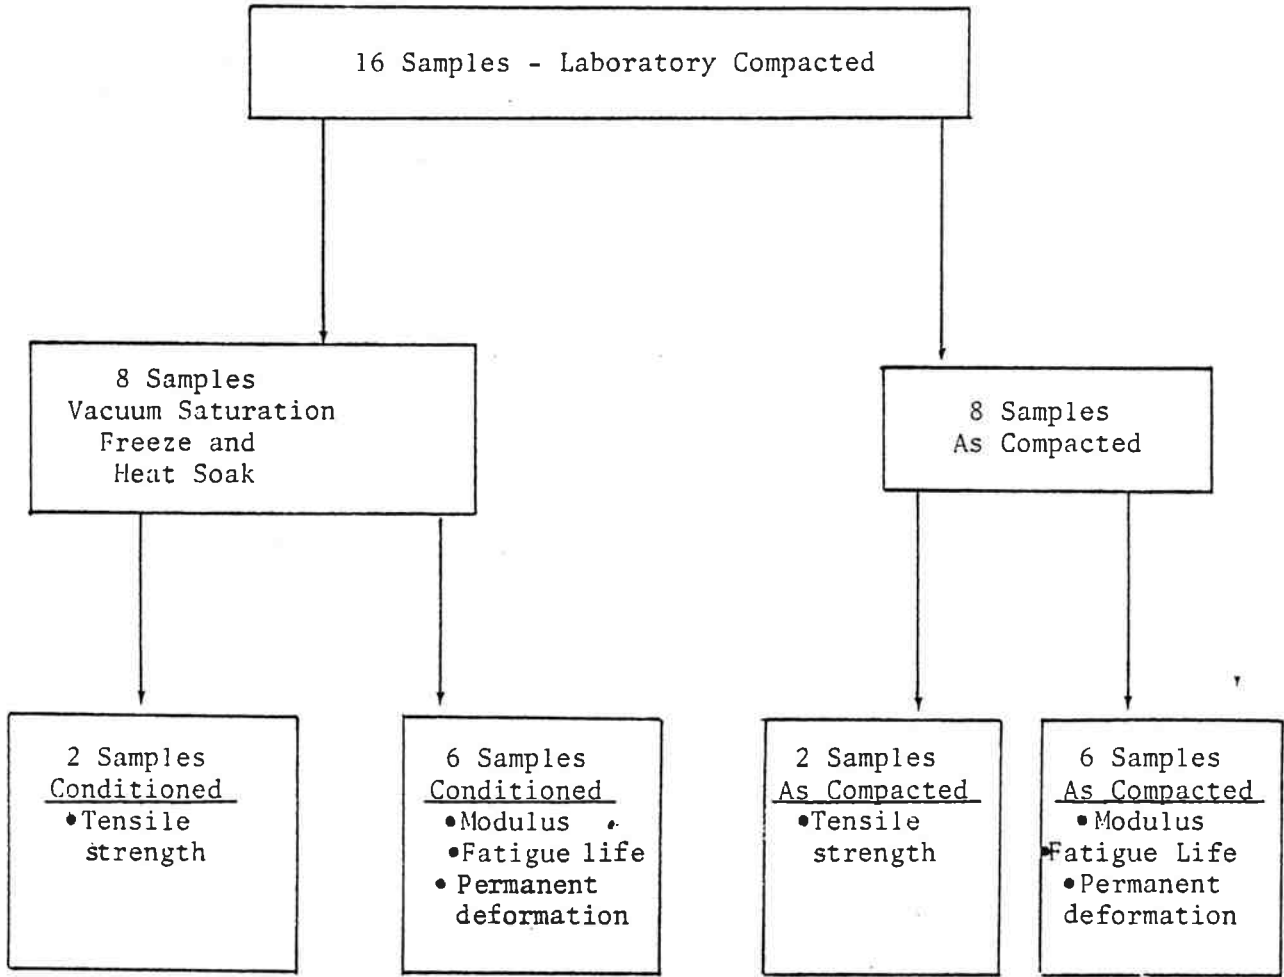 16 Samples - Laboratory Compacted
8 Samples
Vacuum Saturation
Freeze and
Heat Soak
8 Samples
As Compacted
2 Samples
Conditioned
•Tensile
strength
6 Samples
Conditioned
•Modulus
•Fatigue life
• Permanent
deformation
2 Samples
As Compacted
•Tensile
strength
6 Samples
As Compacted
•Modulus
•Fatigue Life
•Permanent
deformation